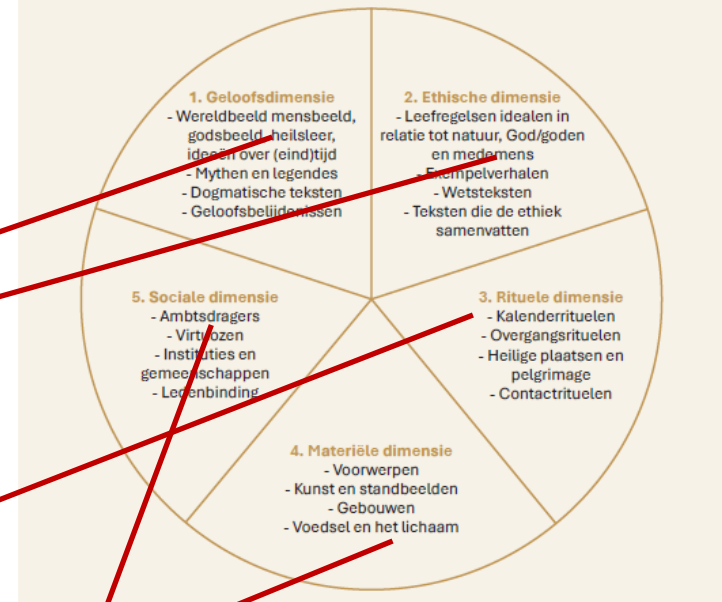 1. Geloofsdimensie
- Wereldbeeld mensbeeld,
godsbeeld, heilsleer,
ideeën over (eind)tijd
- Mythen en legendes
- Dogmatische teksten
- Geloofsbelijdenissen
2. Ethische dimensie
- Leefregelsen idealen in
relatie tot natuur, God/goden
en medemens
- Exempelverhalen
- Wetsteksten
- Teksten die de ethiek
samenvatten
3. Rituele dimensie
- Kalenderrituelen
- Overgangsrituelen
- Heilige plaatsen en
pelgrimage
- Contactrituelen
4. Materiële dimensie
- Voorwerpen
- Kunst en standbeelden
- Gebouwen
- Voedsel en het lichaam
5. Sociale dimensie
- Ambtsdragers
- Virtuozen
- Instituties en
gemeenschappen
- Ledenbinding